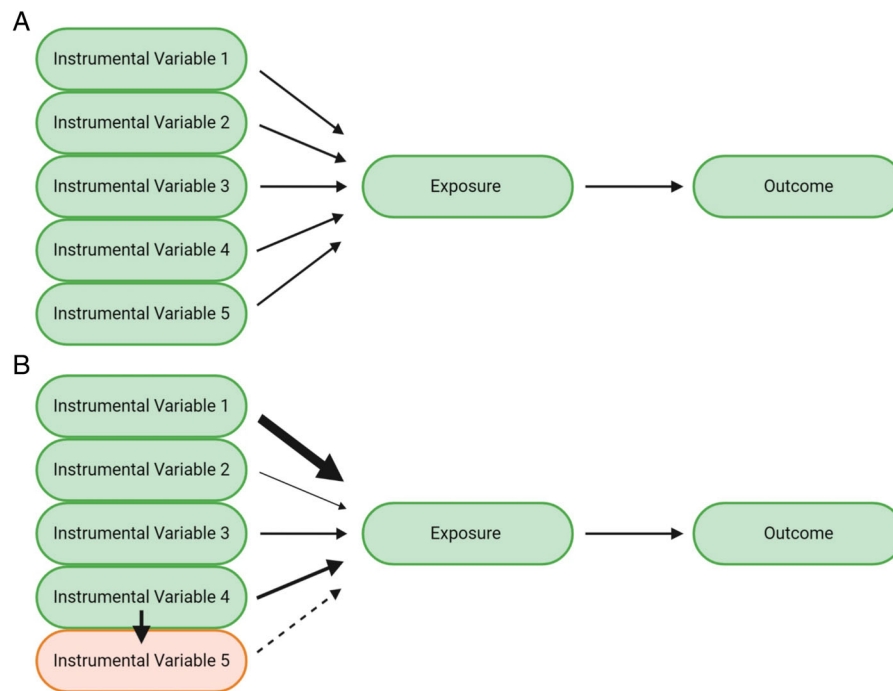 A
Instrumental Variable 1
Instrumental Variable 2
Instrumental Variable 3
Instrumental Variable 4
Instrumental Variable 5
Exposure
Outcome
B
Instrumental Variable 1
Instrumental Variable 2
Instrumental Variable 3
Instrumental Variable 4
Instrumental Variable 5
Exposure
Outcome